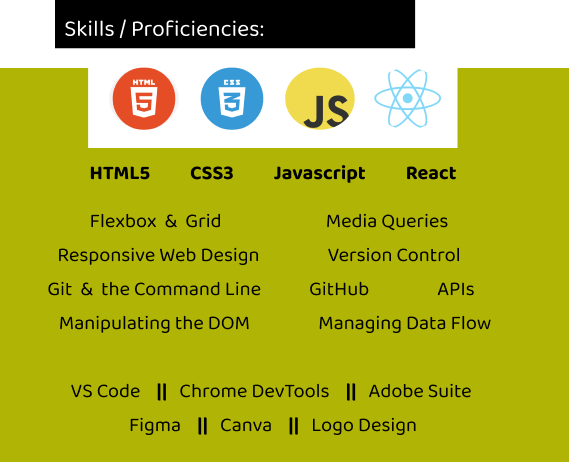 Skills / Proficiencies:
HTML 5 CSS 3 JS
HTML5 CSS3 Javascript React
Flexbox & Grid Media Queries
Responsive Web Design Version Control
Git & the Command Line GitHub APIs
Manipulating the DOM Managing Data Flow
VS Code || Chrome DevTools || Adobe Suite
Figma || Canva || Logo Design